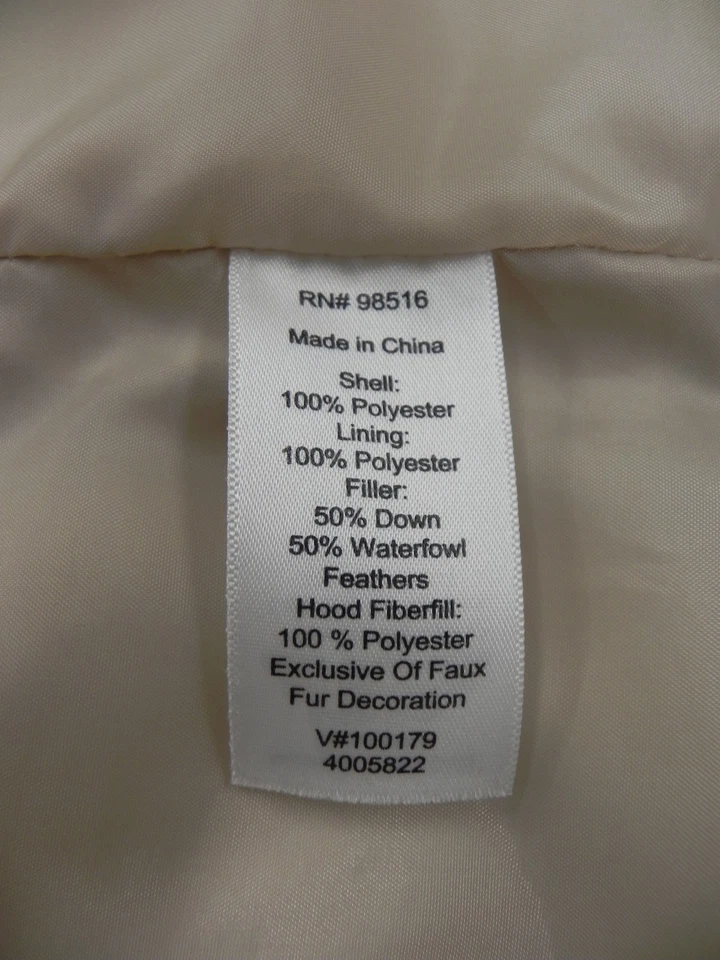 RN# 98516
Made in China
Shell:
100% Polyester
Lining:
100% Polyester
Filler:
50% Down
50% Waterfowl
Feathers
Hood Fiberfill:
100 % Polyester
Exclusive Of Faux
Fur Decoration
V#100179
4005822